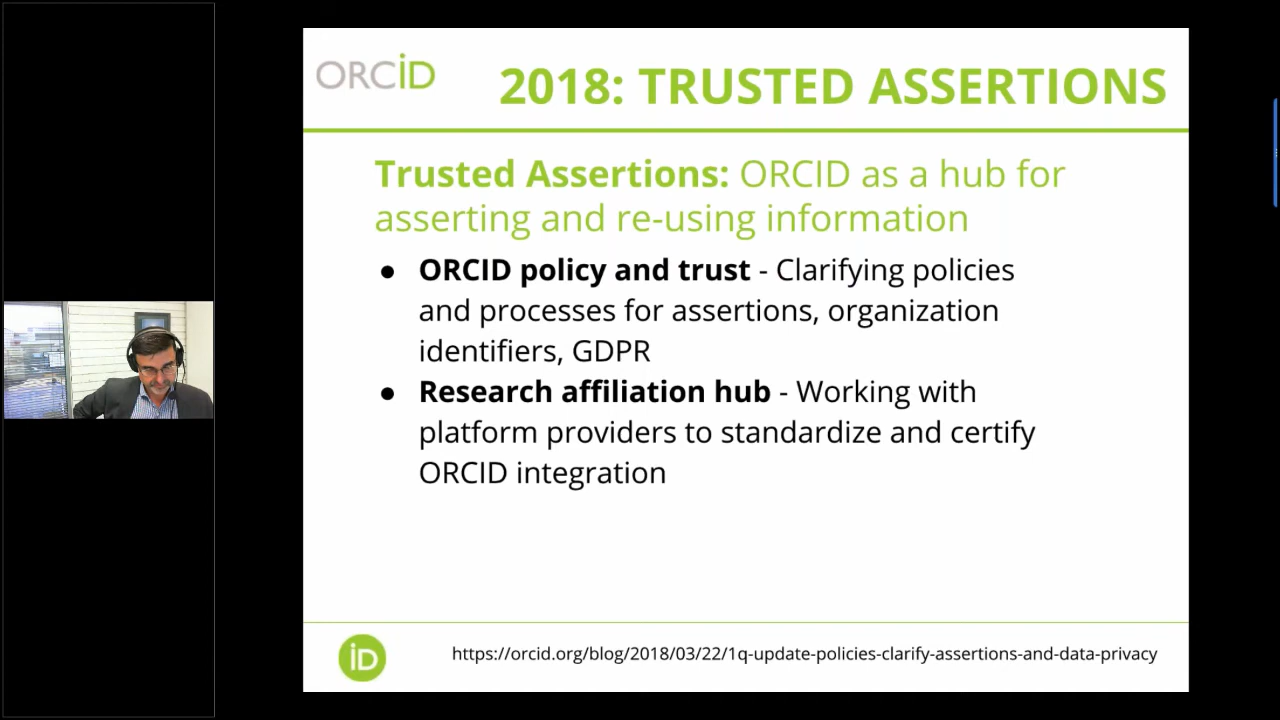 ORCID
2018: TRUSTED ASSERTIONS
Trusted Assertions: ORCID as a hub for
asserting and re-using information
● ORCID policy and trust - Clarifying policies
and processes for assertions, organization
identifiers, GDPR
● Research affiliation hub - Working with
platform providers to standardize and certify
ORCID integration
iD
https://orcid.org/blog/2018/03/22/1q-update-policies-clarify-assertions-and-data-privacy